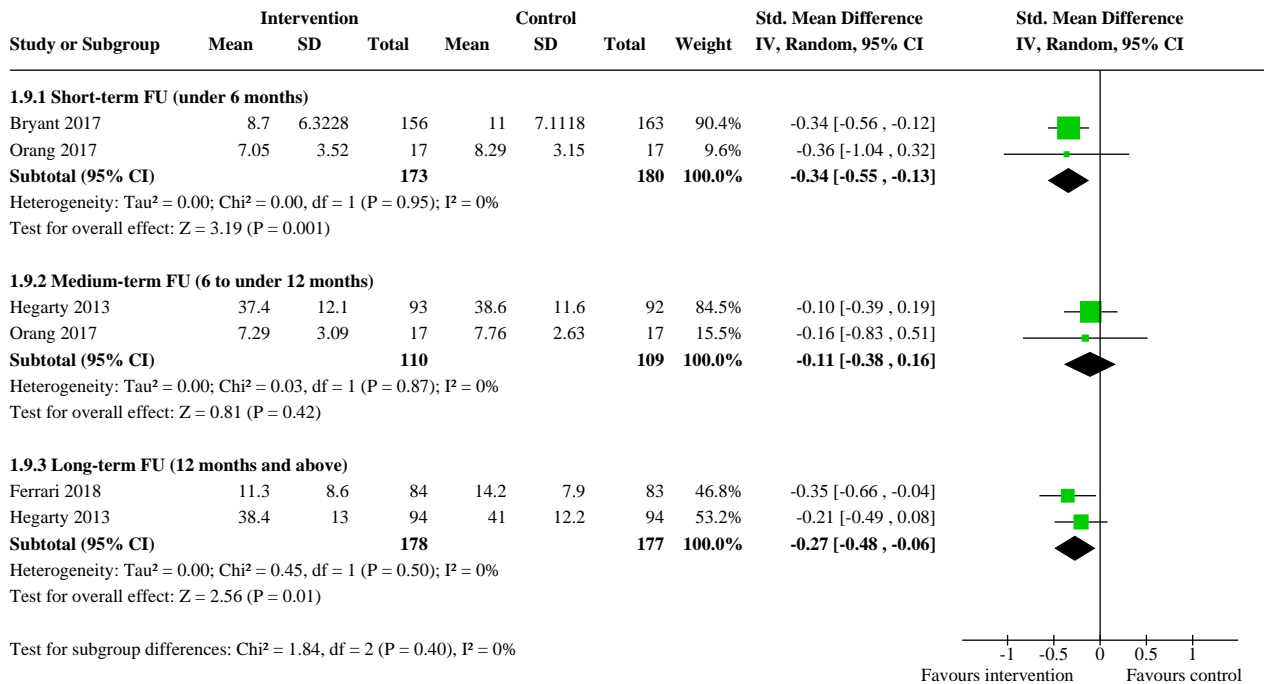 Intervention Control Std. Mean Difference Std. Mean Difference
Study or Subgroup Mean SD Total Mean SD Total Weight IV, Random, 95% CI IV, Random, 95% CI
1.9.1 Short-term FU (under 6 months)
Bryant 2017 8.7 6.3228 156 11 7.1118 163 90.4% -0.34 [-0.56 , -0.12]
Orang 2017 7.05 3.52 17 8.29 3.15 17 9.6% -0.36 [-1.04 , 0.32]
Subtotal (95% CI) 173 180 100.0% -0.34 [-0.55 , -0.13]
Heterogeneity: Tau² = 0.00; Chi² = 0.00, df = 1 (P = 0.95); I² = 0%
Test for overall effect: Z = 3.19 (P = 0.001)
1.9.2 Medium-term FU (6 to under 12 months)
Hegarty 2013 37.4 12.1 93 38.6 11.6 92 84.5% -0.10 [-0.39 , 0.19]
Orang 2017 7.29 3.09 17 7.76 2.63 17 15.5% -0.16 [-0.83 , 0.51]
Subtotal (95% CI) 110 109 100.0% -0.11 [-0.38 , 0.16]
Heterogeneity: Tau² = 0.00; Chi² = 0.03, df = 1 (P = 0.87); I² = 0%
Test for overall effect: Z = 0.81 (P = 0.42)
1.9.3 Long-term FU (12 months and above)
Ferrari 2018 11.3 8.6 84 14.2 7.9 83 46.8% -0.35 [-0.66 , -0.04]
Hegarty 2013 38.4 13 94 41 12.2 94 53.2% -0.21 [-0.49 , 0.08]
Subtotal (95% CI) 178 177 100.0% -0.27 [-0.48 , -0.06]
Heterogeneity: Tau² = 0.00; Chi² = 0.45, df = 1 (P = 0.50); I² = 0%
Test for overall effect: Z = 2.56 (P = 0.01)
Test for subgroup differences: Chi² = 1.84, df = 2 (P = 0.40), I² = 0%
-1 -0.5 0 0.5 1
Favours intervention Favours control